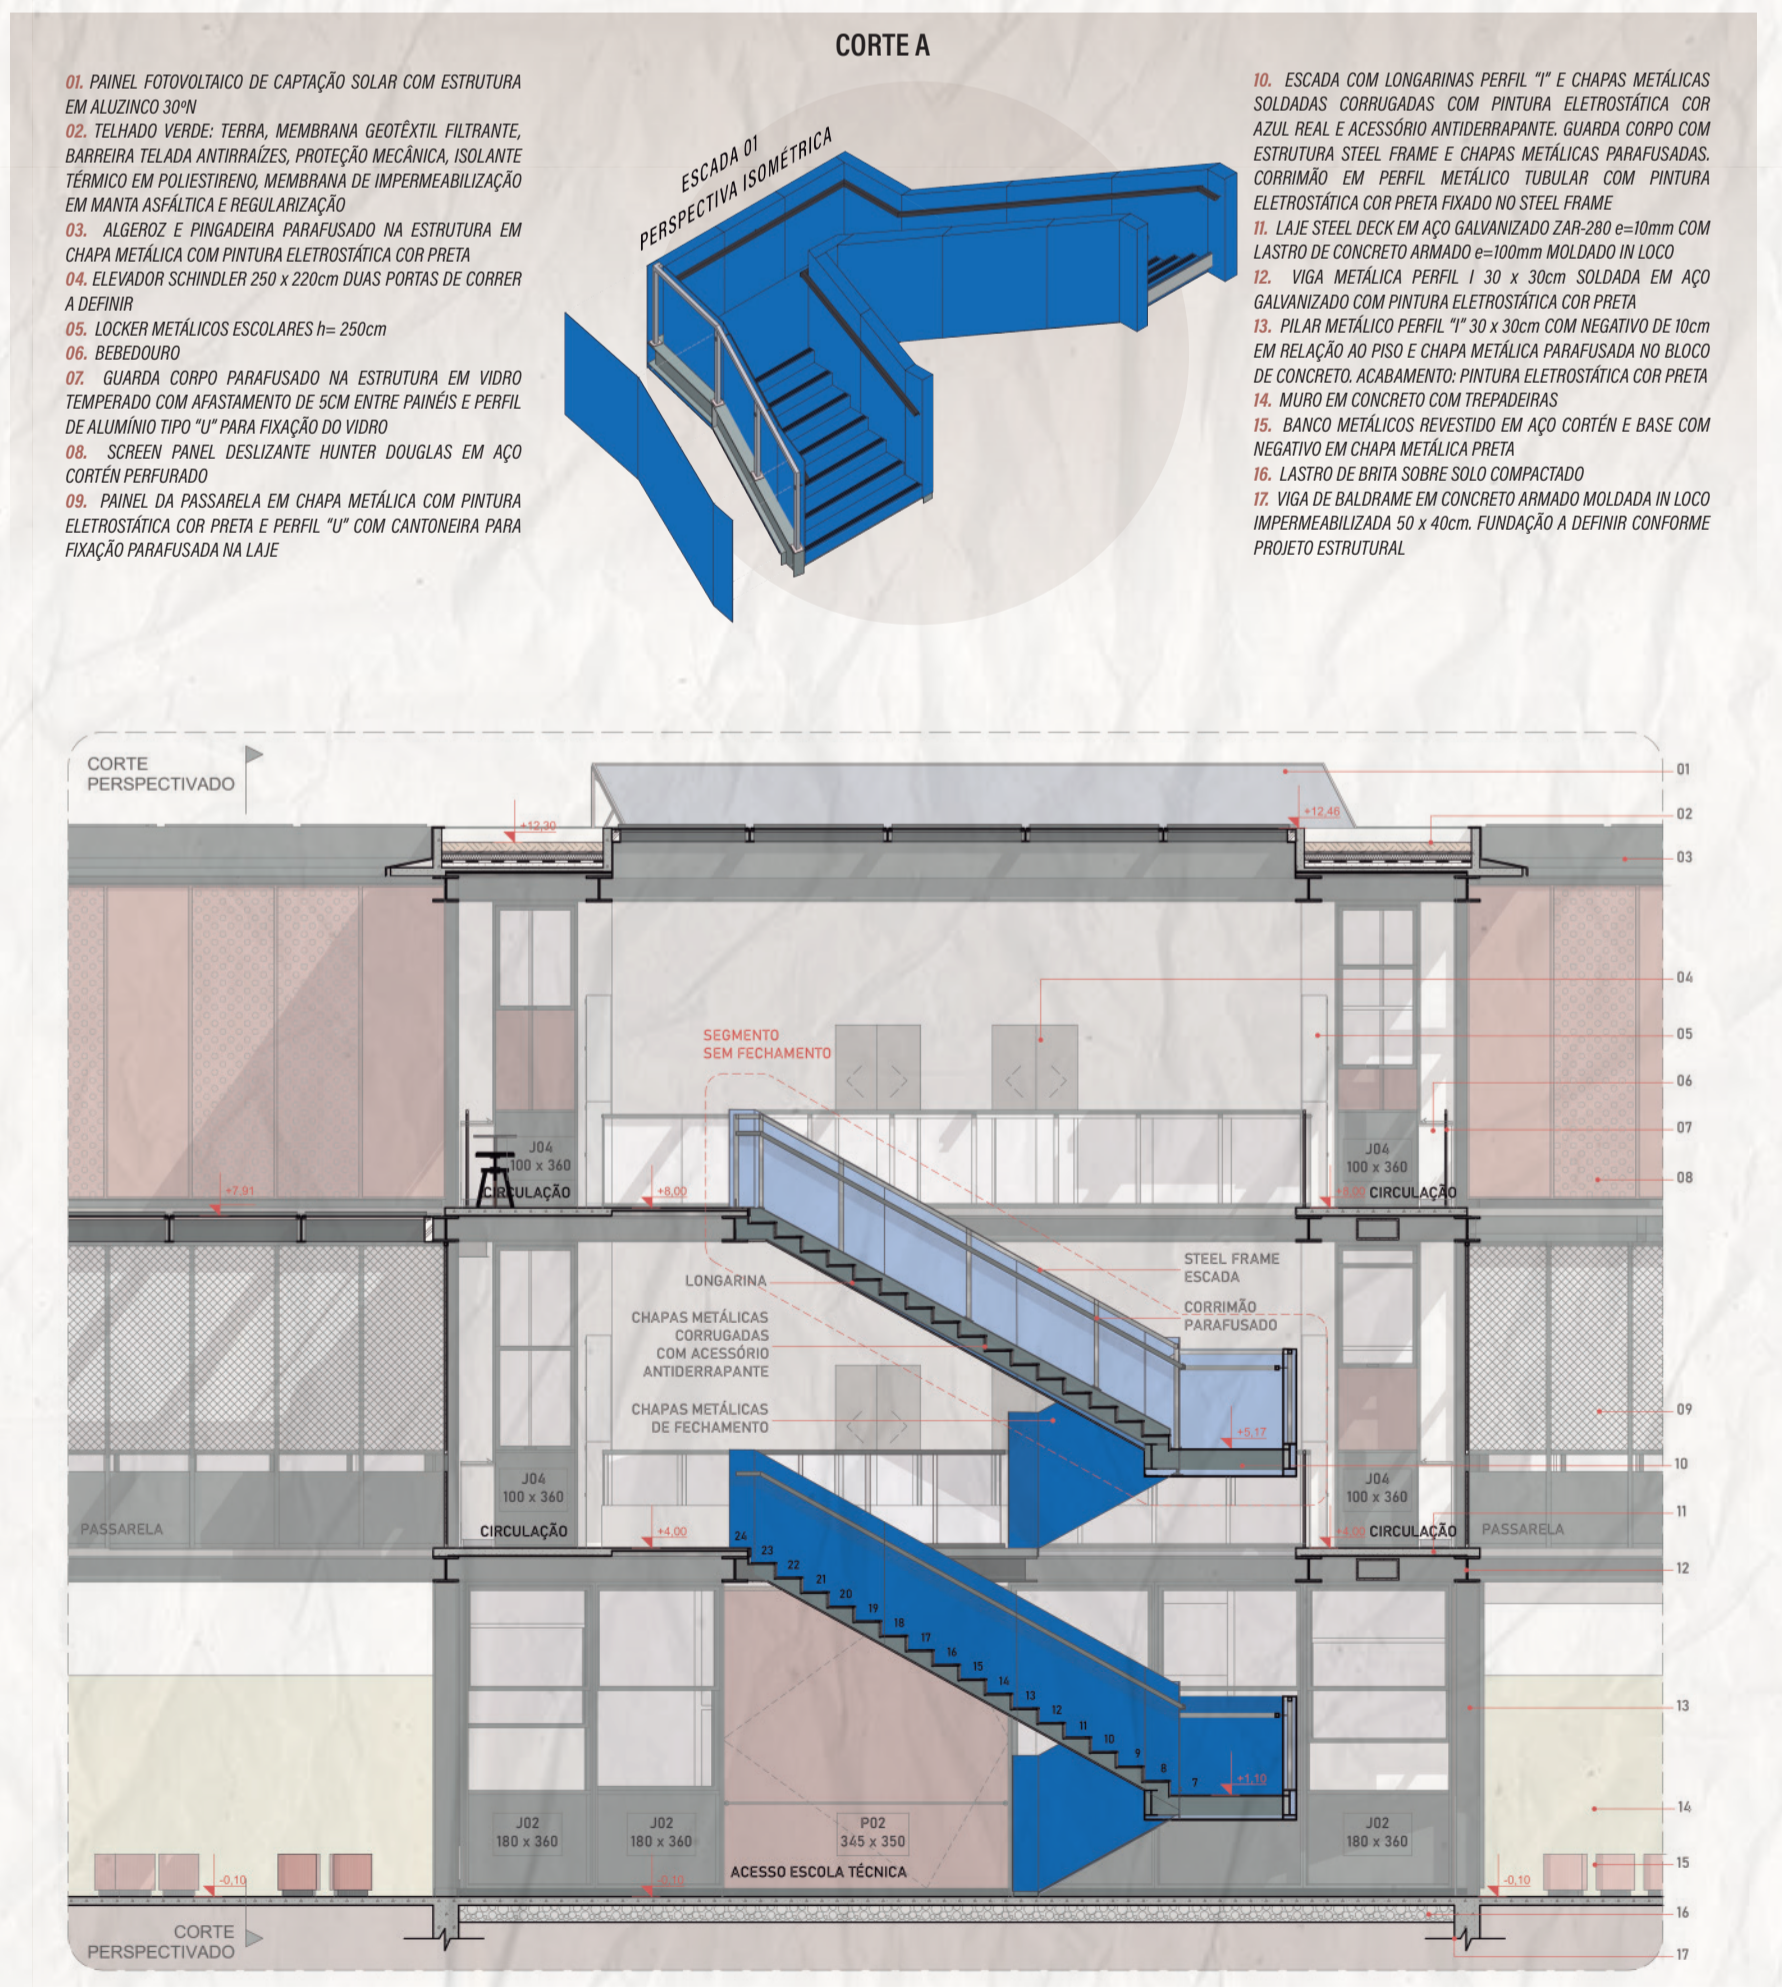 CORTE A
01. PAINEL FOTOVOLTAICO DE CAPTAÇÃO SOLAR COM ESTRUTURA
EM ALUZINCO 30ºN
02. TELHADO VERDE: TERRA, MEMBRANA GEOTÊXTIL FILTRANTE,
BARREIRA TELADA ANTIRRAÍZES, PROTEÇÃO MECÂNICA, ISOLANTE
TÉRMICO EM POLIESTIRENO, MEMBRANA DE IMPERMEABILIZAÇÃO
EM MANTA ASFÁLTICA E REGULARIZAÇÃO
03. ALGEROZ E PINGADEIRA PARAFUSADO NA ESTRUTURA EM
CHAPA METÁLICA COM PINTURA ELETROSTÁTICA COR PRETA
04. ELEVADOR SCHINDLER 250 x 220cm DUAS PORTAS DE CORRER
A DEFINIR
05. LOCKER METÁLICOS ESCOLARES h= 250cm
06. BEBEDOURO
07. GUARDA CORPO PARAFUSADO NA ESTRUTURA EM VIDRO
TEMPERADO COM AFASTAMENTO DE 5CM ENTRE PAINÉIS E PERFIL
DE ALUMÍNIO TIPO "U" PARA FIXAÇÃO DO VIDRO
08. SCREEN PANEL DESLIZANTE HUNTER DOUGLAS EM AÇO
CORTÉN PERFURADO
09. PAINEL DA PASSARELA EM CHAPA METÁLICA COM PINTURA
ELETROSTÁTICA COR PRETA E PERFIL "U" COM CANTONEIRA PARA
FIXAÇÃO PARAFUSADA NA LAJE
ESCADA 01
PERSPECTIVA ISOMÉTRICA
10. ESCADA COM LONGARINAS PERFIL "I" E CHAPAS METÁLICAS
SOLDADAS CORRUGADAS COM PINTURA ELETROSTÁTICA COR
AZUL REAL E ACESSÓRIO ANTIDERRAPANTE. GUARDA CORPO COM
ESTRUTURA STEEL FRAME E CHAPAS METÁLICAS PARAFUSADAS.
CORRIMÃO EM PERFIL METÁLICO TUBULAR COM PINTURA
ELETROSTÁTICA COR PRETA FIXADO NO STEEL FRAME
11. LAJE STEEL DECK EM AÇO GALVANIZADO ZAR-280 e=10mm COM
LASTRO DE CONCRETO ARMADO e=100mm MOLDADO IN LOCO
12. VIGA METÁLICA PERFIL I 30 x 30cm SOLDADA EM AÇO
GALVANIZADO COM PINTURA ELETROSTÁTICA COR PRETA
13. PILAR METÁLICO PERFIL "I" 30 x 30cm COM NEGATIVO DE 10cm
EM RELAÇÃO AO PISO E CHAPA METÁLICA PARAFUSADA NO BLOCO
DE CONCRETO. ACABAMENTO: PINTURA ELETROSTÁTICA COR PRETA
14. MURO EM CONCRETO COM TREPADEIRAS
15. BANCO METÁLICOS REVESTIDO EM AÇO CORTÉN E BASE COM
NEGATIVO EM CHAPA METÁLICA PRETA
16. LASTRO DE BRITA SOBRE SOLO COMPACTADO
17. VIGA DE BALDRAME EM CONCRETO ARMADO MOLDADA IN LOCO
IMPERMEABILIZADA 50 x 40cm. FUNDAÇÃO A DEFINIR CONFORME
PROJETO ESTRUTURAL
CORTE
PERSPECTIVADO
01
+12,30
+12,46
02
03
04
SEGMENTO
SEM FECHAMENTO
05
06
07
J04
100 x 360
J04
100 x 360
08
+7,91
CIRCULAÇÃO
+8,00
+8,00
CIRCULAÇÃO
STEEL FRAME
ESCADA
LONGARINA
CORRIMÃO
PARAFUSADO
CHAPAS METÁLICAS
CORRUGADAS
COM ACESSÓRIO
ANTIDERRAPANTE
CHAPAS METÁLICAS
DE FECHAMENTO
09
+5,17
10
J04
100 x 360
J04
100 x 360
11
PASSARELA
CIRCULAÇÃO
+4,00
+4,00
CIRCULAÇÃO
PASSARELA
12
24
23
22
21
20
19
18
17
16
15
14
13
12
11
10
9
8
7
13
+1,10
14
J02
180 x 360
J02
180 x 360
P02
345 x 350
J02
180 x 360
15
ACESSO ESCOLA TÉCNICA
-0,10
-0,10
-0,10
16
CORTE
PERSPECTIVADO
17